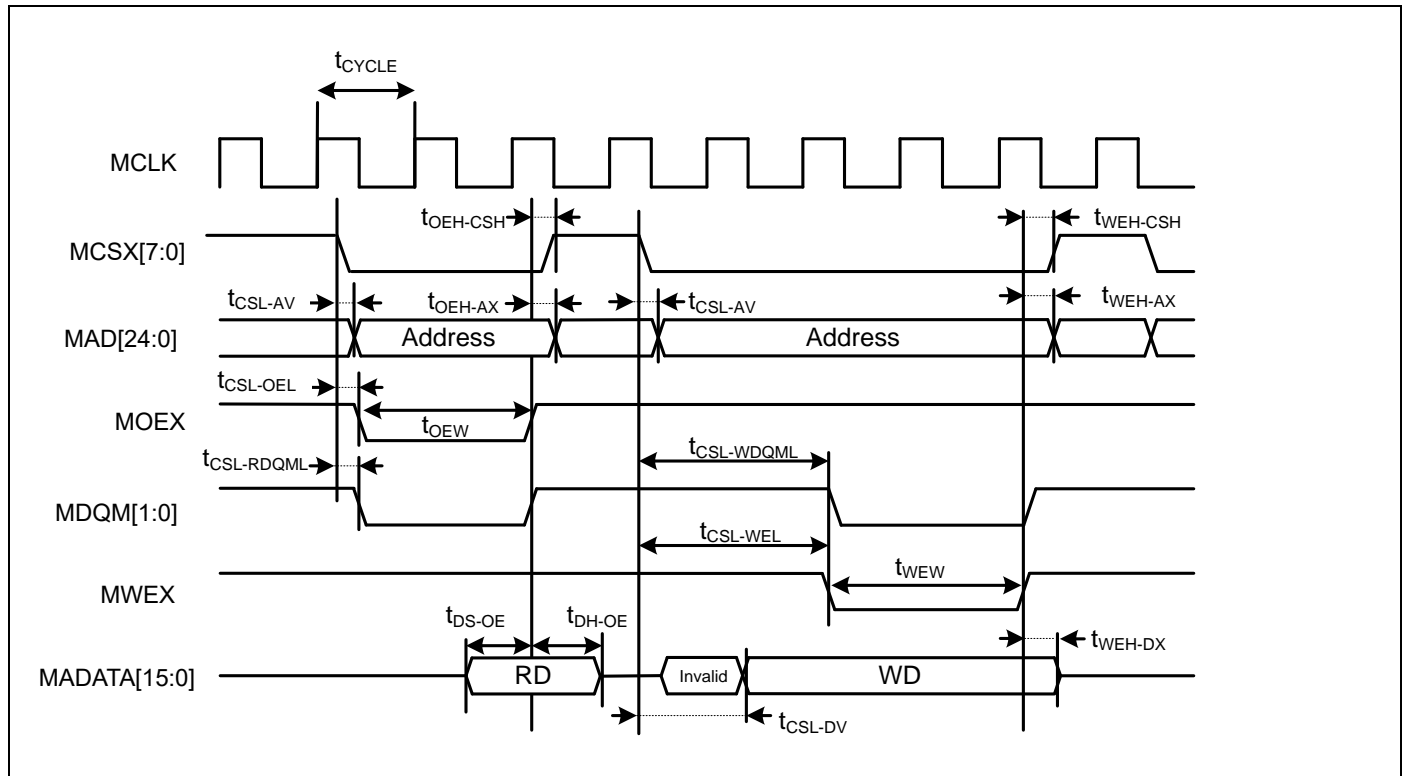 tCYCLE
MCLK
tOEH-CSH
tWEH-CSH
MCSX[7:0]
tCSL-AV
tOEH-AX
tCSL-AV
tWEH-AX
MAD[24:0]
Address
Address
tCSL-OEL
MOEX
tOEW
tCSL-WDQML
tCSL-RDQML
MDQM[1:0]
tCSL-WEL
tWEW
MWEX
tDS-OE
tDH-OE
tWEH-DX
MADATA[15:0]
RD
Invalid
WD
tCSL-DV